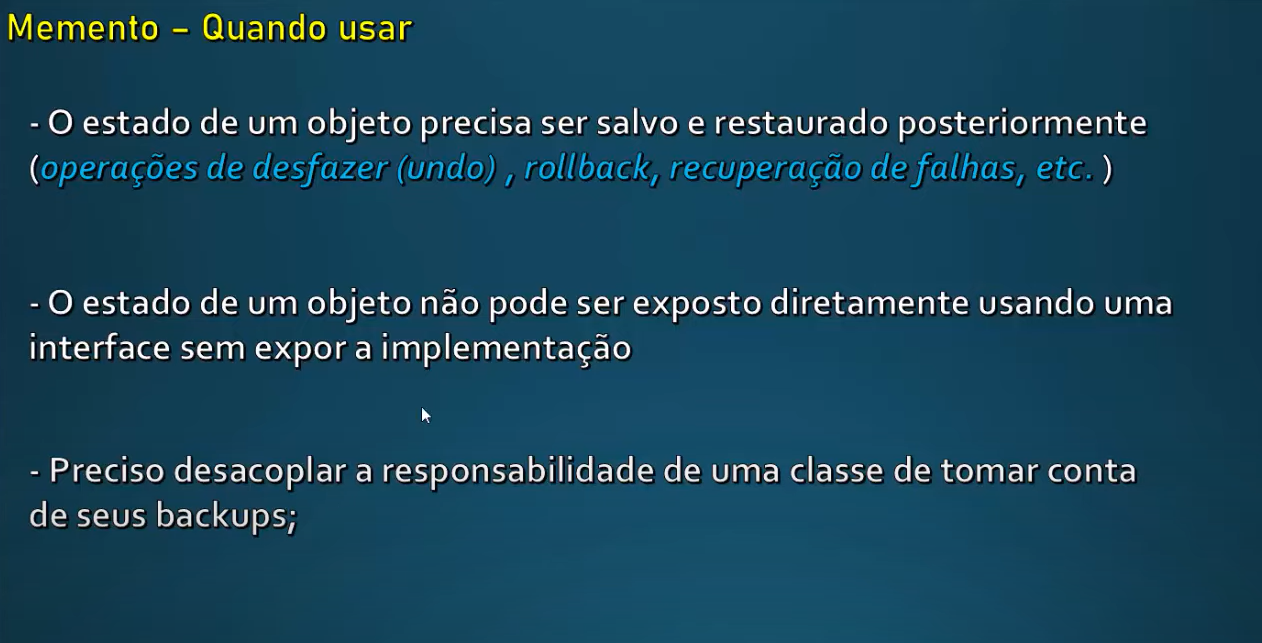 Memento – Quando usar
- O estado de um objeto precisa ser salvo e restaurado posteriormente
(operações de desfazer (undo) , rollback, recuperação de falhas, etc. )
- O estado de um objeto não pode ser exposto diretamente usando uma
interface sem expor a implementação
- Preciso desacoplar a responsabilidade de uma classe de tomar conta
de seus backups;